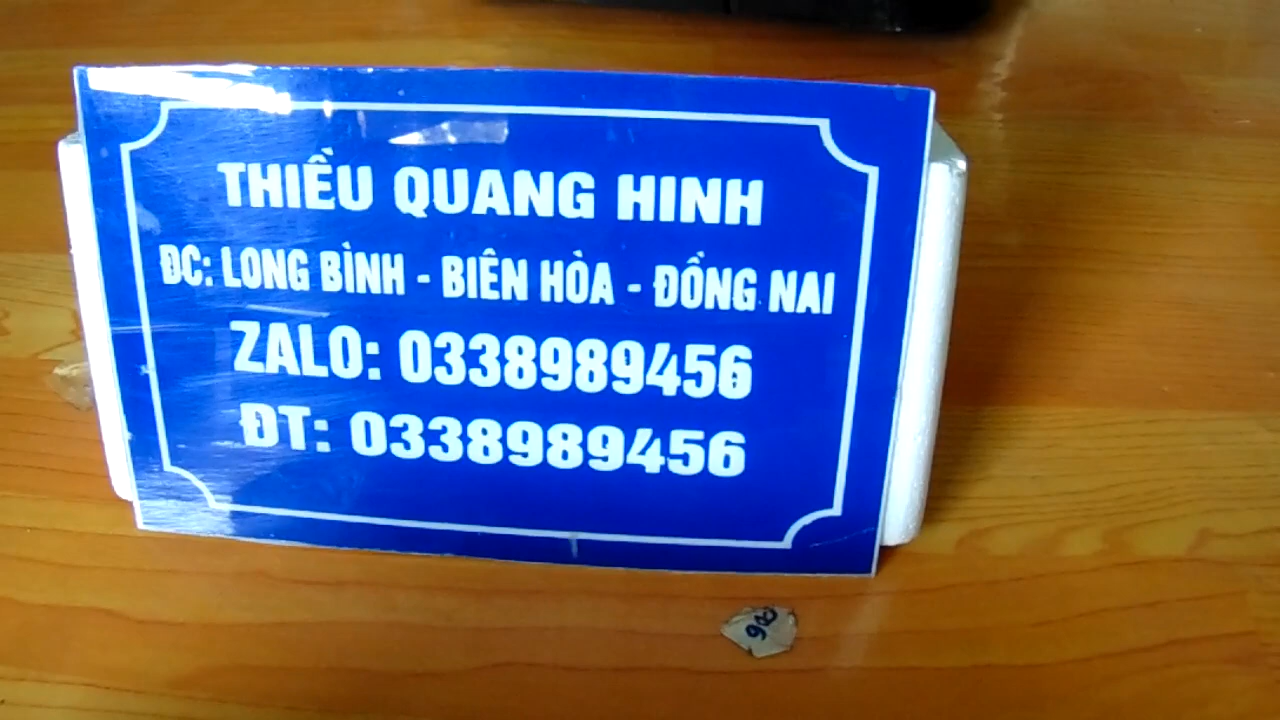 THIỀU QUANG HINH
ĐC: LONG BÌNH - BIÊN HÒA - ĐỒNG NAI
ZALO: 0338989456
ĐT: 0338989456